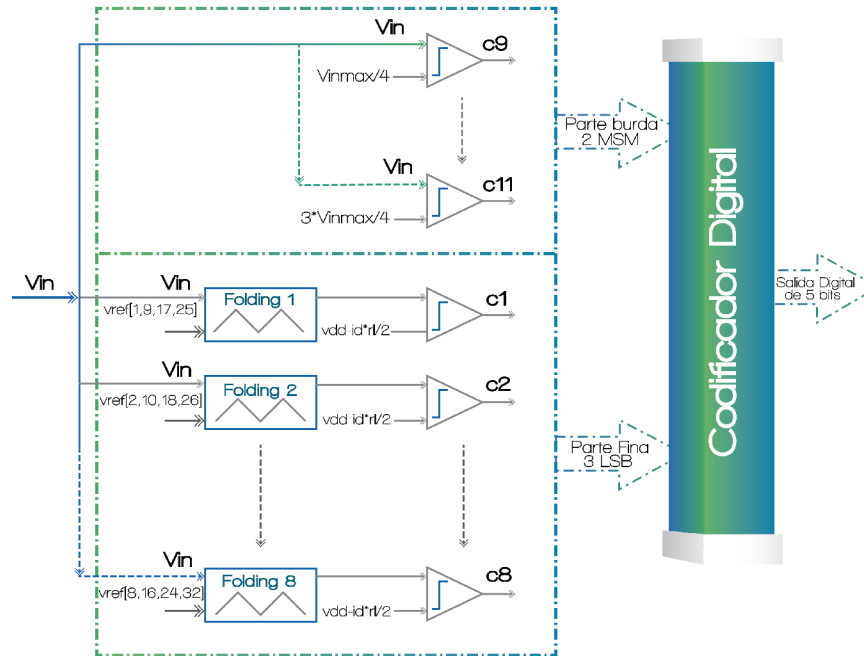 Vin
c9
Vinmax/4
Parte burda
2 MSM
Vin
c11
3*Vinmax/4
Codificador Digital
Salida Digital
de 5 bits
Vin
Vin
Folding 1
c1
vref[1,9,17,25]
vdd-id*rl/2
Vin
Folding 2
c2
vref[2,10,18,26]
vdd-id*rl/2
Parte Fina
3 LSB
Vin
Folding 8
c8
vref[8,16,24,32]
vdd-id*rl/2